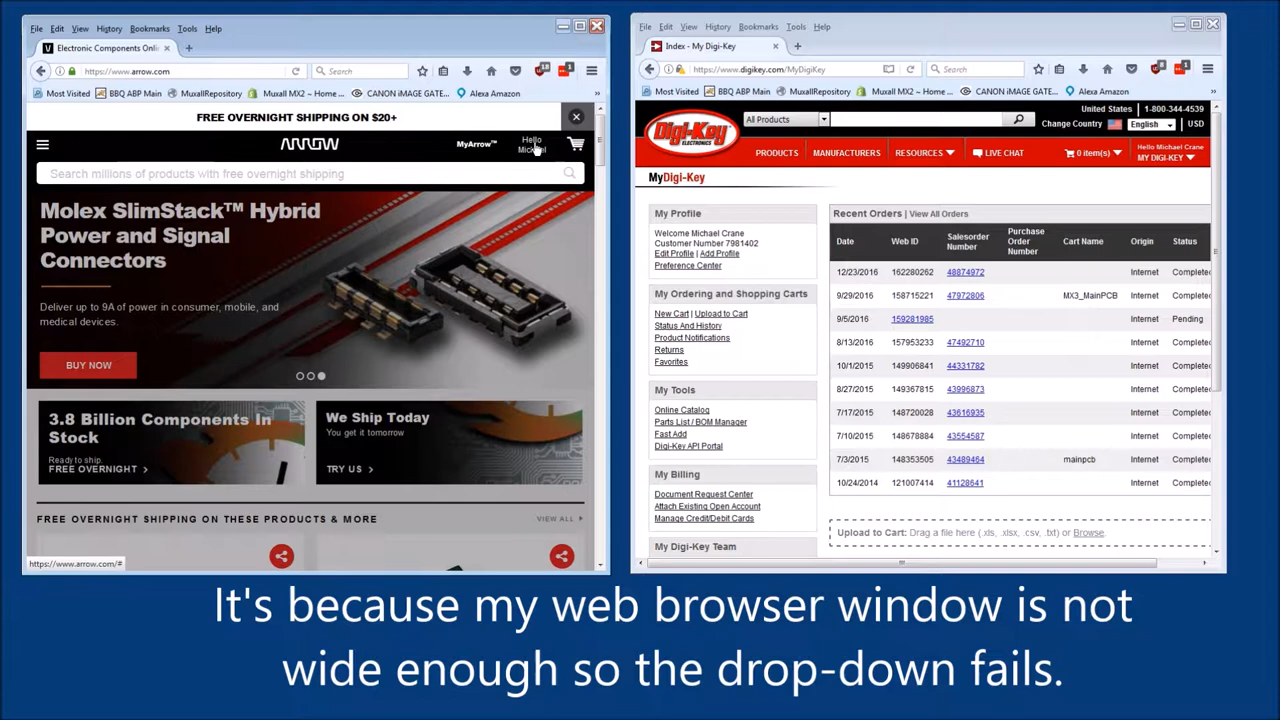 File Edit View History Bookmarks Tools Help
Electronic Components Onli
https://www.arrow.com
Search
18
1
Most Visited BBQ ABP Main MuxallRepository Muxall MX2 ~ Home ... CANON iMAGE GATE... Alexa Amazon
FREE OVERNIGHT SHIPPING ON $20+
ARROW
MyArrow™
Hello
Search millions of products with free overnight shipping
Molex SlimStack™ Hybrid
Power and Signal
Connectors
Deliver up to 9A of power in consumer, mobile, and
medical devices.
BUY NOW
3.8 Billion Components In
Stock
Ready to ship.
FREE OVERNIGHT >
We Ship Today
You get it tomorrow
TRY US >
FREE OVERNIGHT SHIPPING ON THESE PRODUCTS & MORE
VIEW ALL
https://www.arrow.com/#
File Edit View History Bookmarks Tools Help
Index - My Digi-Key
https://www.digikey.com/MyDigiKey
Search
1
Most Visited BBQ ABP Main MuxallRepository Muxall MX2 ~ Home ... CANON iMAGE GATE... Alexa Amazon
United States | 1-800-344-4539
Digi-Key
ELECTRONICS
All Products
Change Country English USD
PRODUCTS MANUFACTURERS RESOURCES LIVE CHAT 0 item(s)
Hello Michael Crane
MY DIGI-KEY
MyDigi-Key
My Profile
Welcome Michael Crane
Customer Number 7981402
Edit Profile | Add Profile
Preference Center
My Ordering and Shopping Carts
New Cart | Upload to Cart
Status And History
Product Notifications
Returns
Favorites
My Tools
Online Catalog
Parts List / BOM Manager
Fast Add
Digi-Key API Portal
My Billing
Document Request Center
Attach Existing Open Account
Manage Credit/Debit Cards
My Digi-Key Team
Recent Orders | View All Orders
Date Web ID Salesorder Number Purchase Order Number Cart Name Origin Status
12/23/2016 162280262 48874972 Internet Completed
9/29/2016 158715221 47972806 MX3_MainPCB Internet Completed
9/5/2016 159281985 Internet Pending
8/13/2016 157953233 47492710 Internet Completed
10/1/2015 149906841 44331782 Internet Completed
8/27/2015 149367815 43996873 Internet Completed
7/17/2015 148720028 43616935 Internet Completed
7/10/2015 148678884 43554587 Internet Completed
7/3/2015 148353505 43489464 mainpcb Internet Completed
10/24/2014 121007414 41128641 Internet Completed
Upload to Cart: Drag a file here (.xls, .xlsx, .csv, .txt) or Browse.
It's because my web browser window is not
wide enough so the drop-down fails.